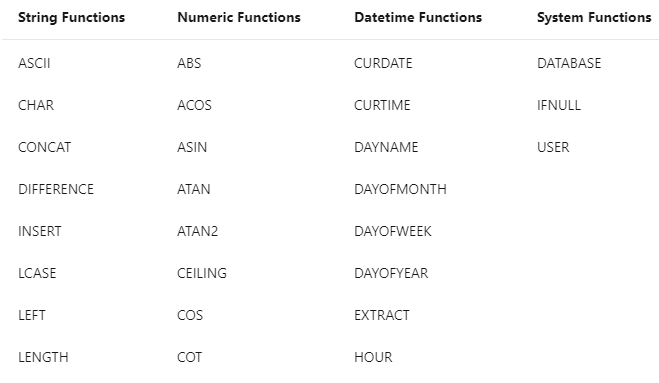 String Functions Numeric Functions Datetime Functions System Functions
ASCII ABS CURDATE DATABASE
CHAR ACOS CURTIME IFNULL
CONCAT ASIN DAYNAME USER
DIFFERENCE ATAN DAYOFMONTH
INSERT ATAN2 DAYOFWEEK
LCASE CEILING DAYOFYEAR
LEFT COS EXTRACT
LENGTH COT HOUR